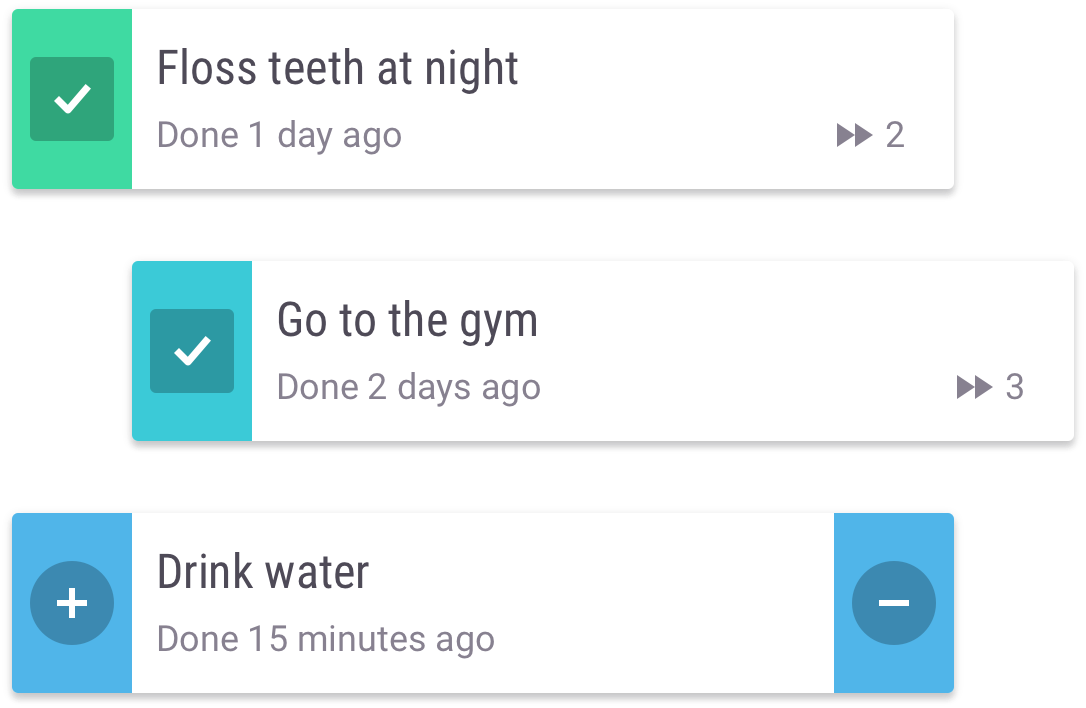 Floss teeth at night
Done 1 day ago
2
Go to the gym
Done 2 days ago
3
Drink water
Done 15 minutes ago